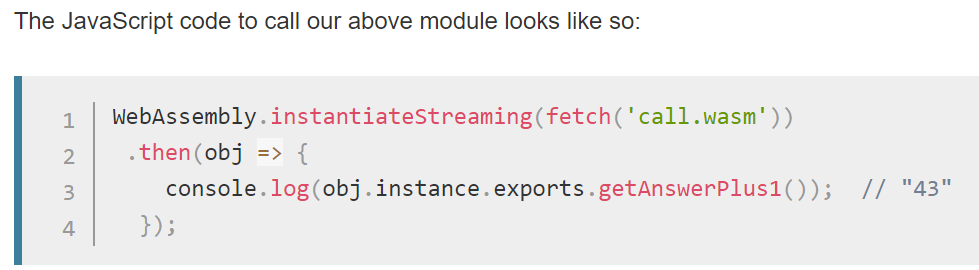 The JavaScript code to call our above module looks like so:
1 WebAssembly.instantiateStreaming(fetch('call.wasm'))
2 .then(obj => {
3 console.log(obj.instance.exports.getAnswerPlus1()); // "43"
4 });